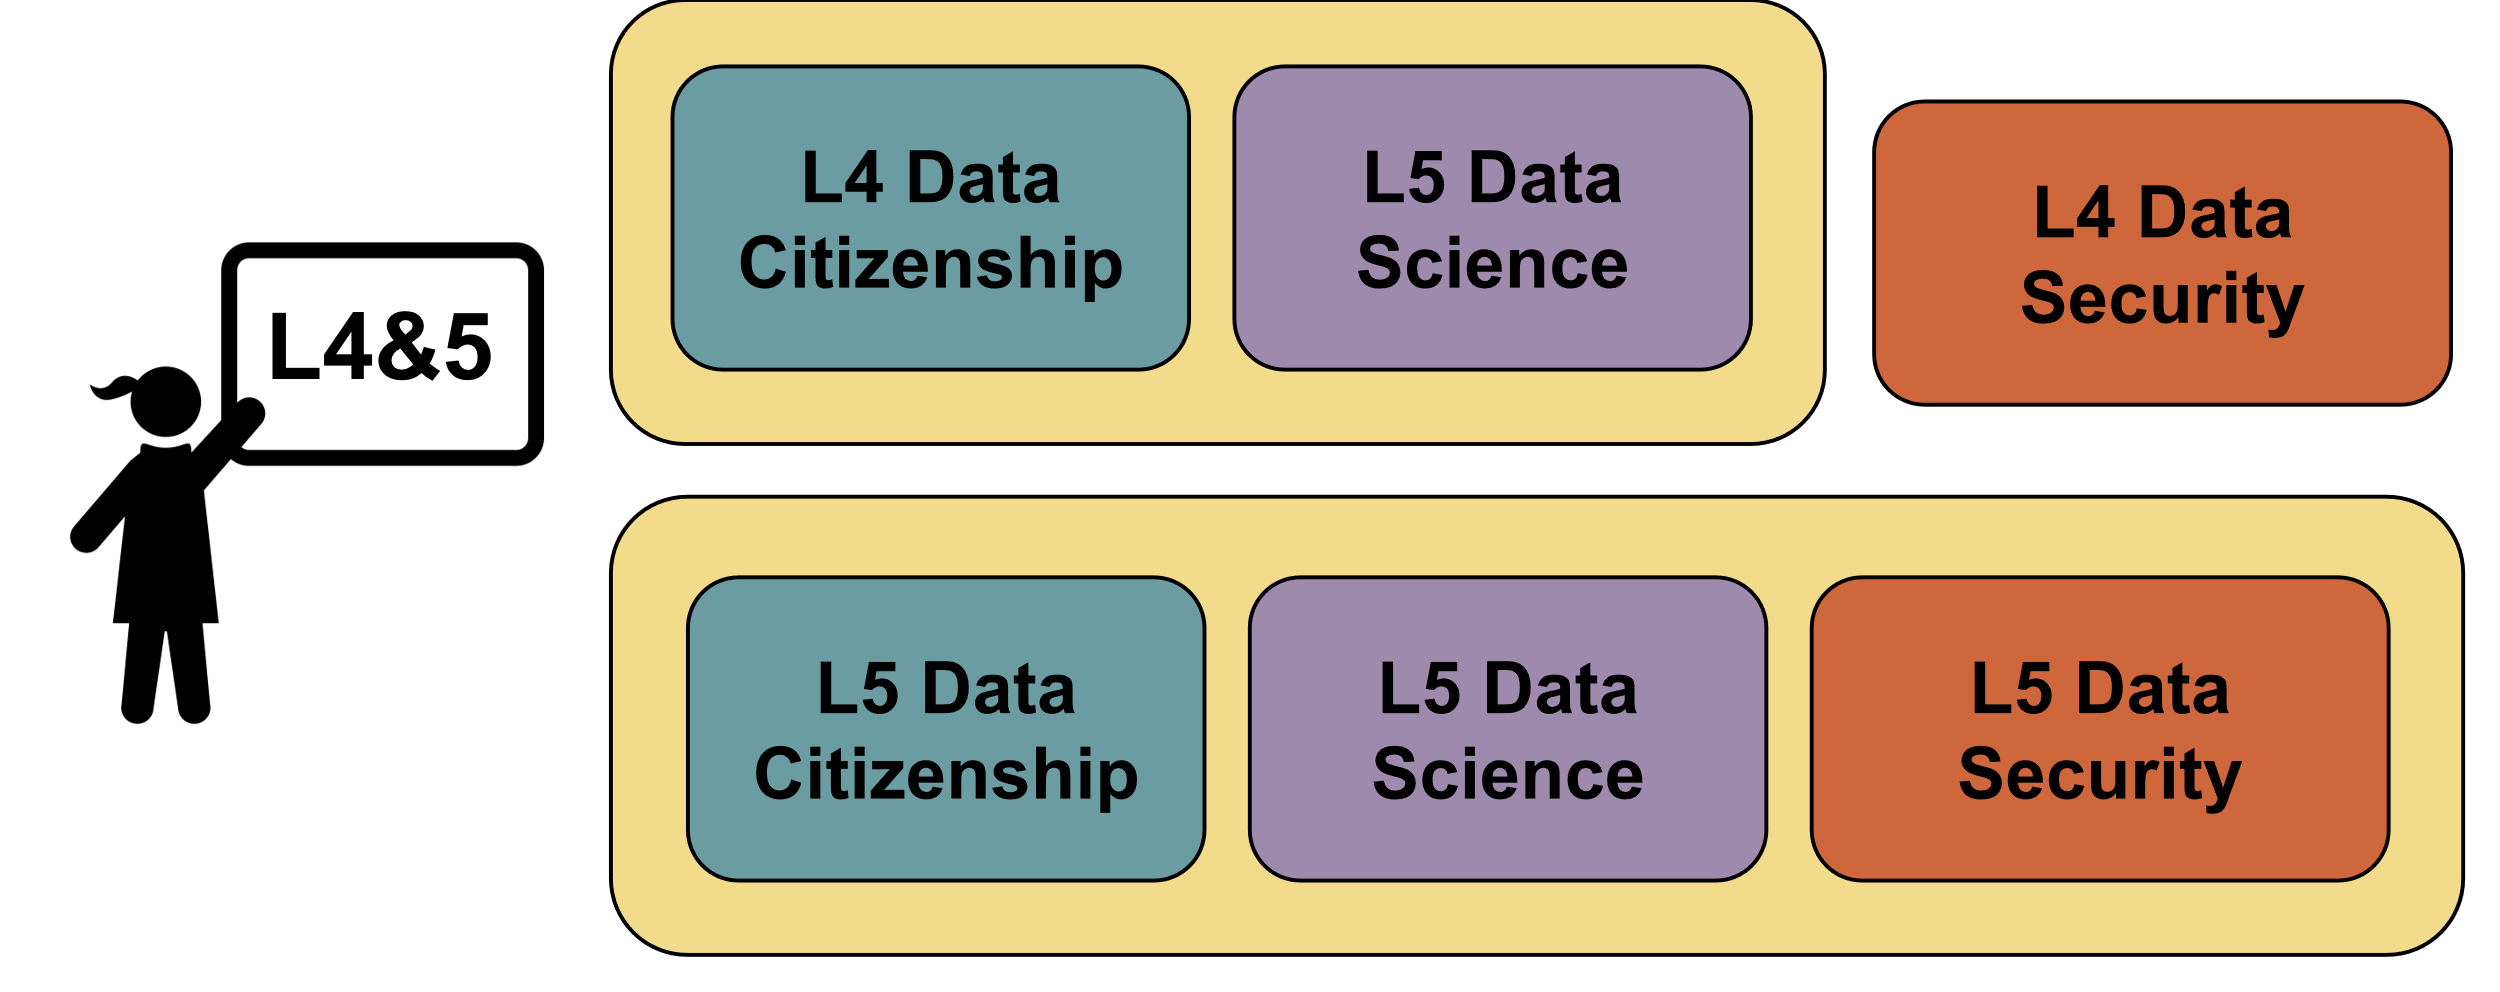 L4&5
L4 Data
Citizenship
L5 Data
Science
L4 Data
Security
L5 Data
Citizenship
L5 Data
Science
L5 Data
Security